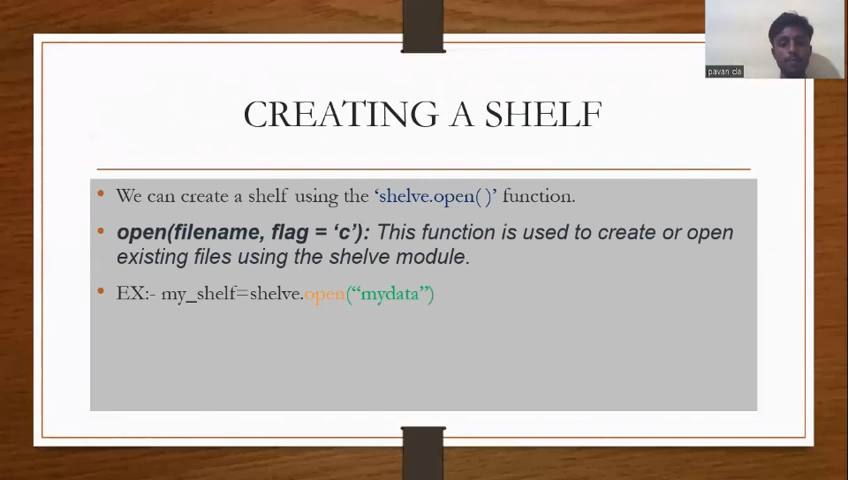 CREATING A SHELF
• We can create a shelf using the ‘shelve.open( )’ function.
• open(filename, flag = ‘c’): This function is used to create or open
existing files using the shelve module.
• EX:- my_shelf=shelve.open(“mydata”)
pavan da